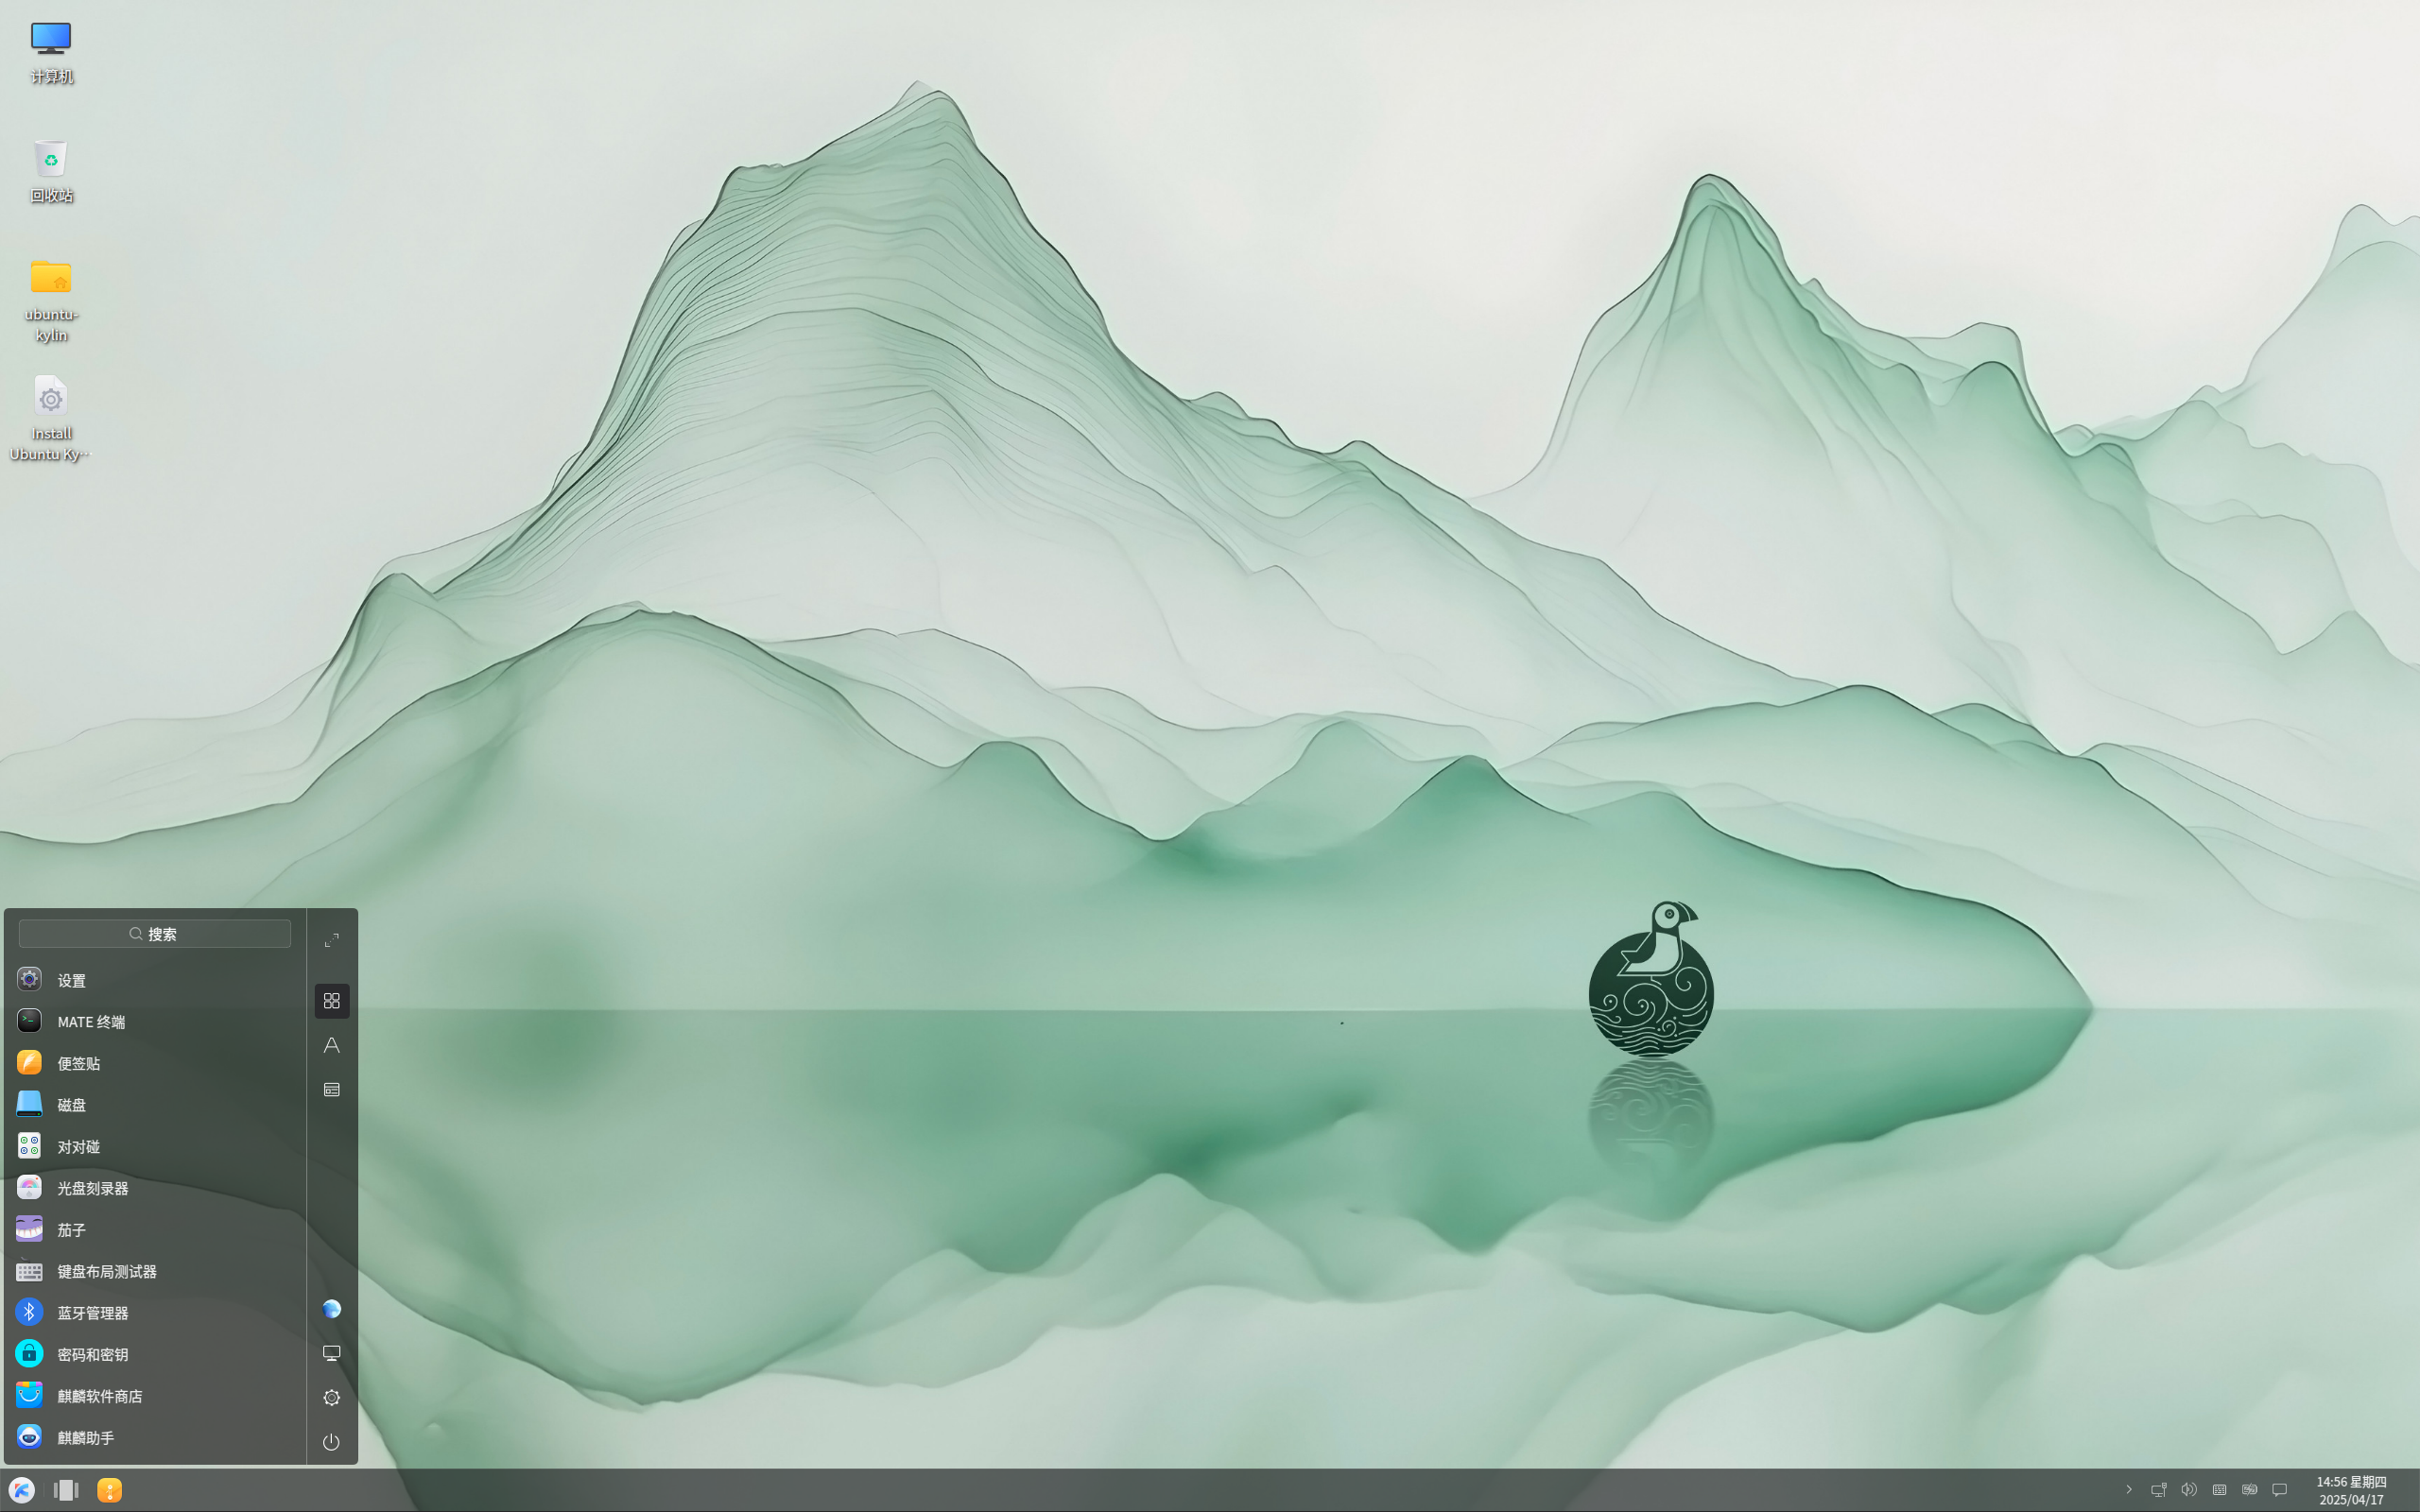 计算机
回收站
ubuntu-
kylin
Install
Ubuntu Ky…
搜索
设置
MATE 终端
便签贴
磁盘
对对碰
光盘刻录器
茄子
键盘布局测试器
蓝牙管理器
密码和密钥
麒麟软件商店
麒麟助手
14:56 星期四
2025/04/17